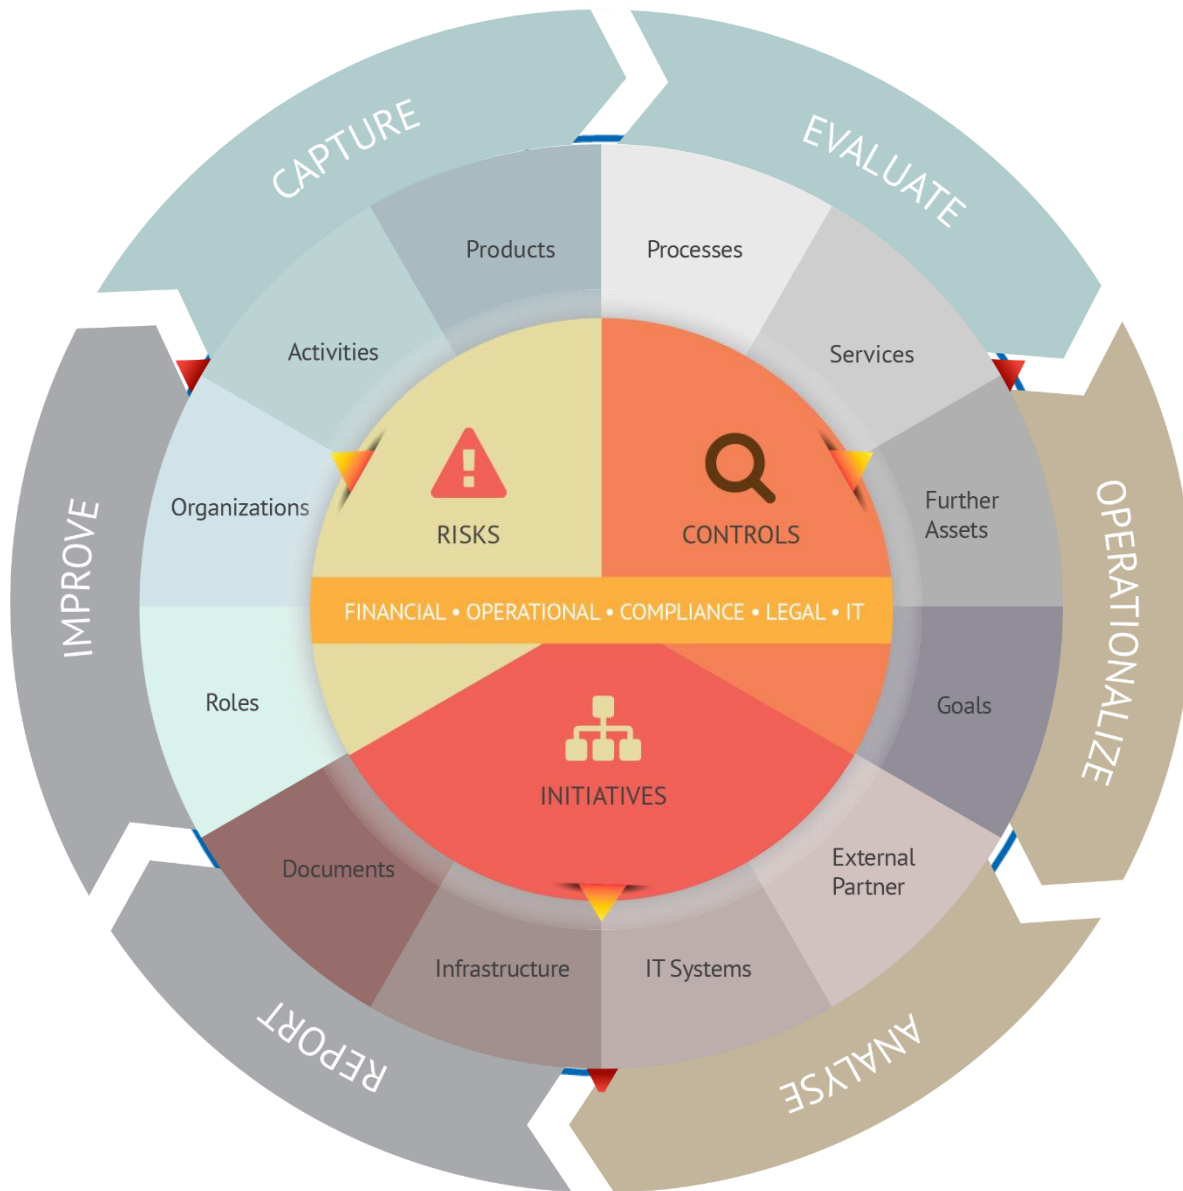 CAPTURE
EVALUATE
OPERATIONALIZE
ANALYSE
REPORT
IMPROVE
Products
Processes
Services
Further
Assets
Goals
External
Partner
IT Systems
Infrastructure
Documents
Roles
Organizations
Activities
RISKS
CONTROLS
FINANCIAL • OPERATIONAL • COMPLIANCE • LEGAL • IT
INITIATIVES